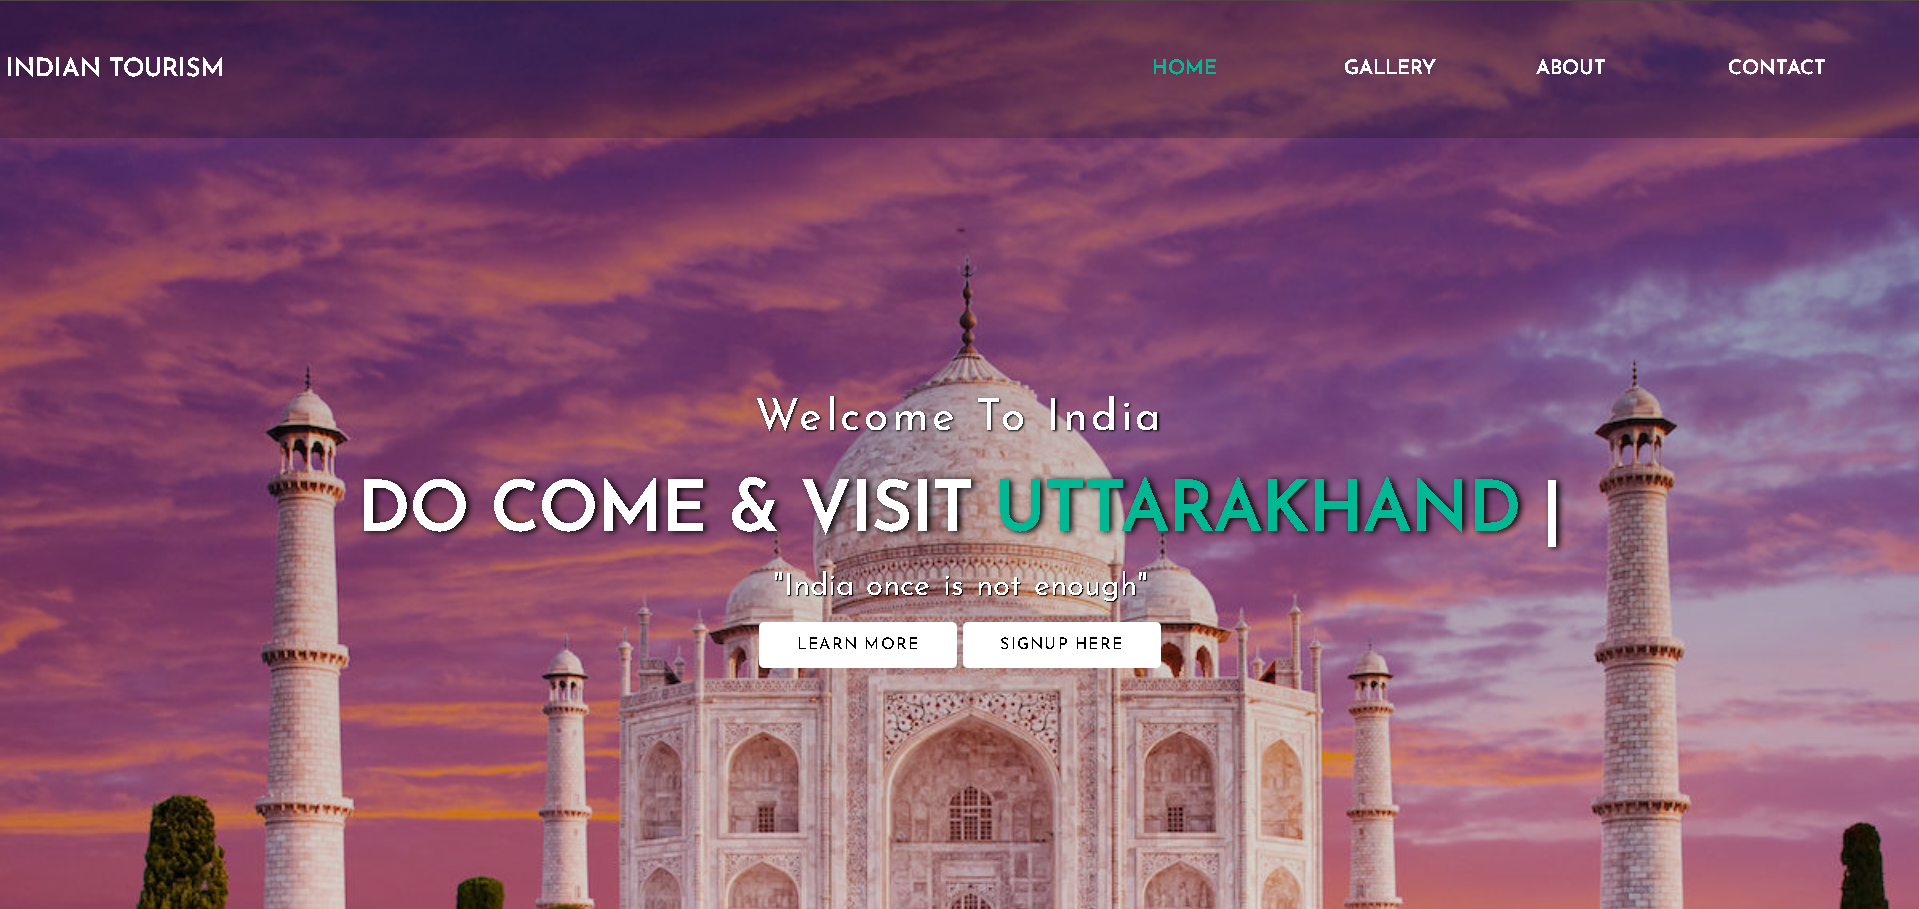 INDIAN TOURISM
HOME GALLERY ABOUT CONTACT
Welcome To India
DO COME & VISIT UTTARAKHAND |
"India once is not enough"
LEARN MORE SIGNUP HERE